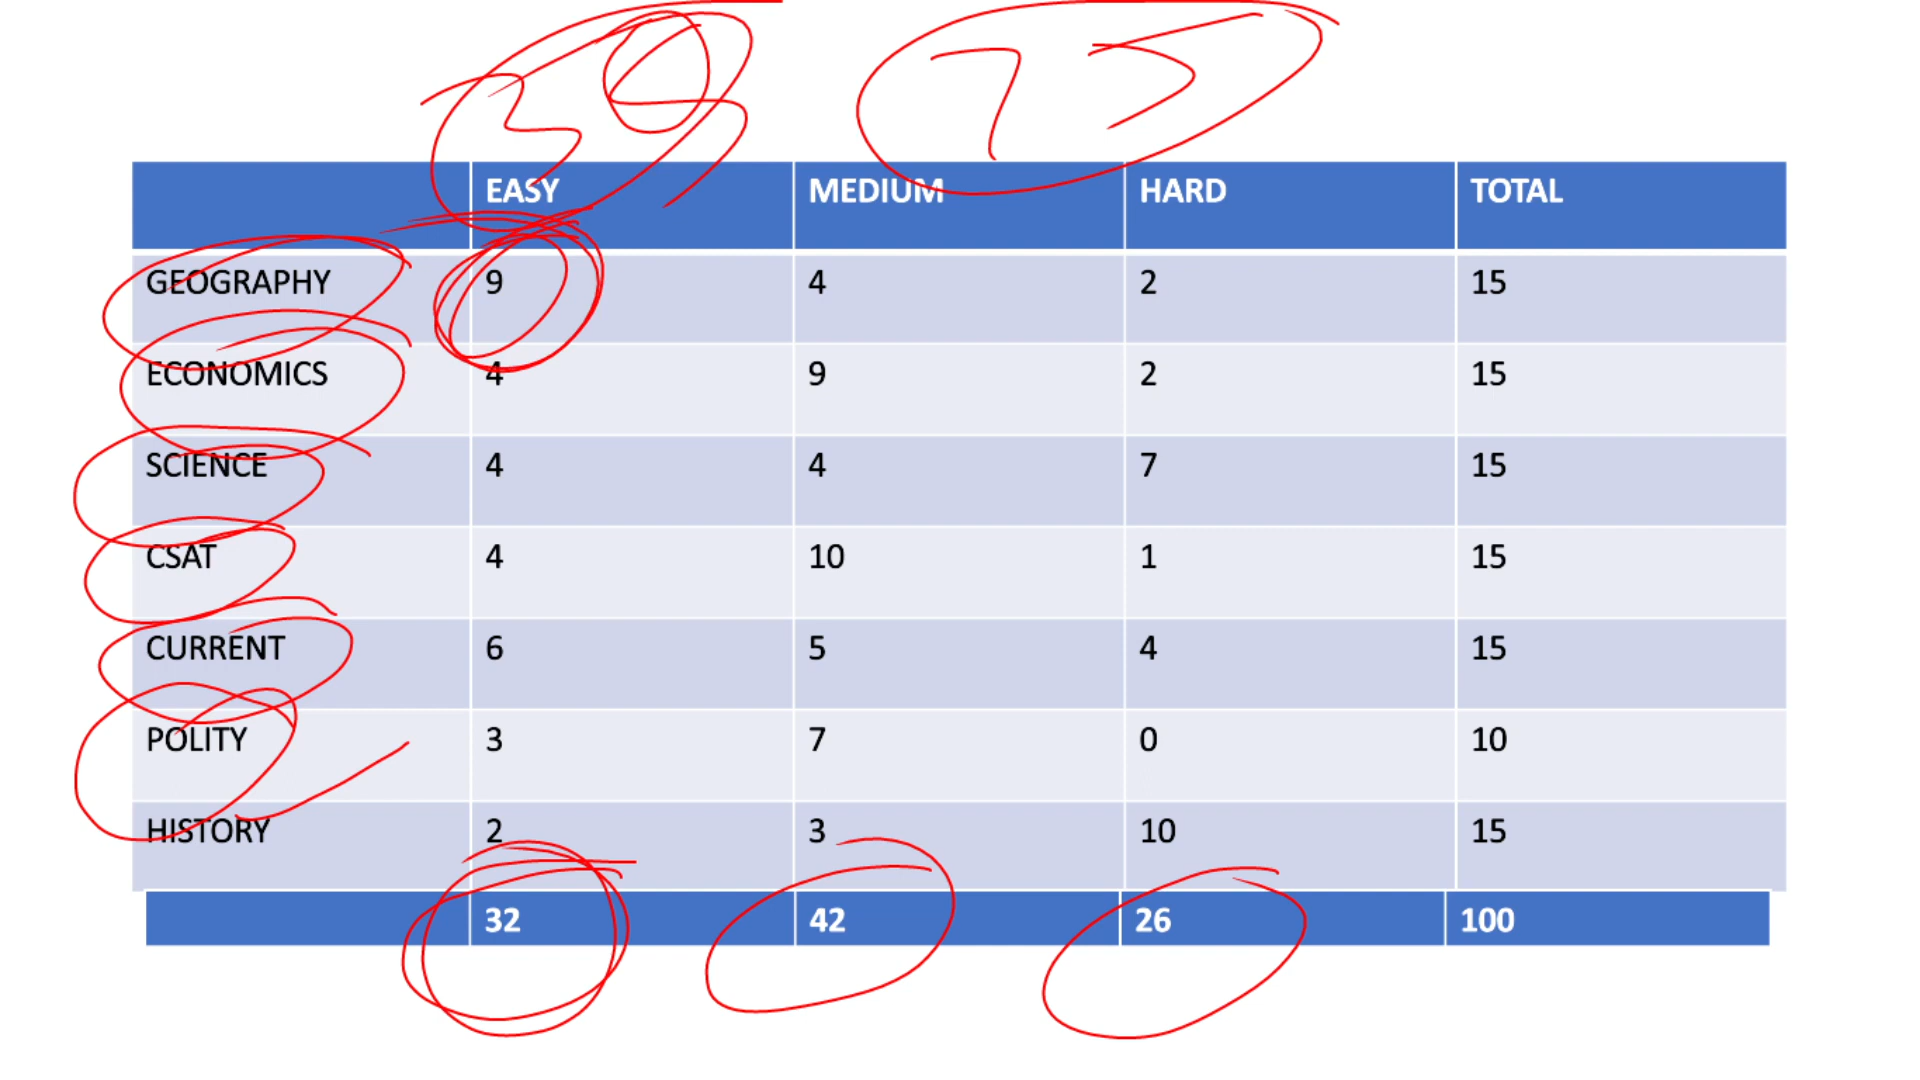 EASY MEDIUM HARD TOTAL
GEOGRAPHY 9 4 2 15
ECONOMICS 4 9 2 15
SCIENCE 4 4 7 15
CSAT 4 10 1 15
CURRENT 6 5 4 15
POLITY 3 7 0 10
HISTORY 2 3 10 15
32 42 26 100